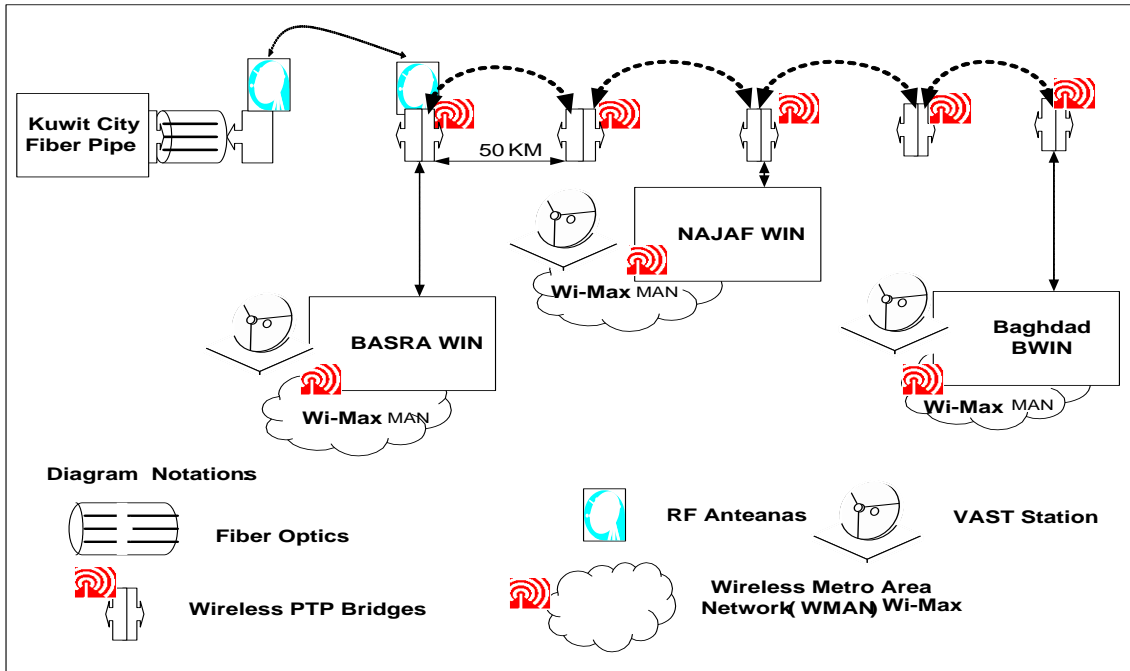 Kuwit City
Fiber Pipe
50 KM
NAJAF WIN
Wi-Max MAN
BASRA WIN
Wi-Max MAN
Baghdad
BWIN
Wi-Max MAN
Diagram Notations:
Fiber Optics
RF Anteanas
VAST Station
Wireless PTP Bridges
Wireless Metro Area
Network( WMAN) Wi-Max